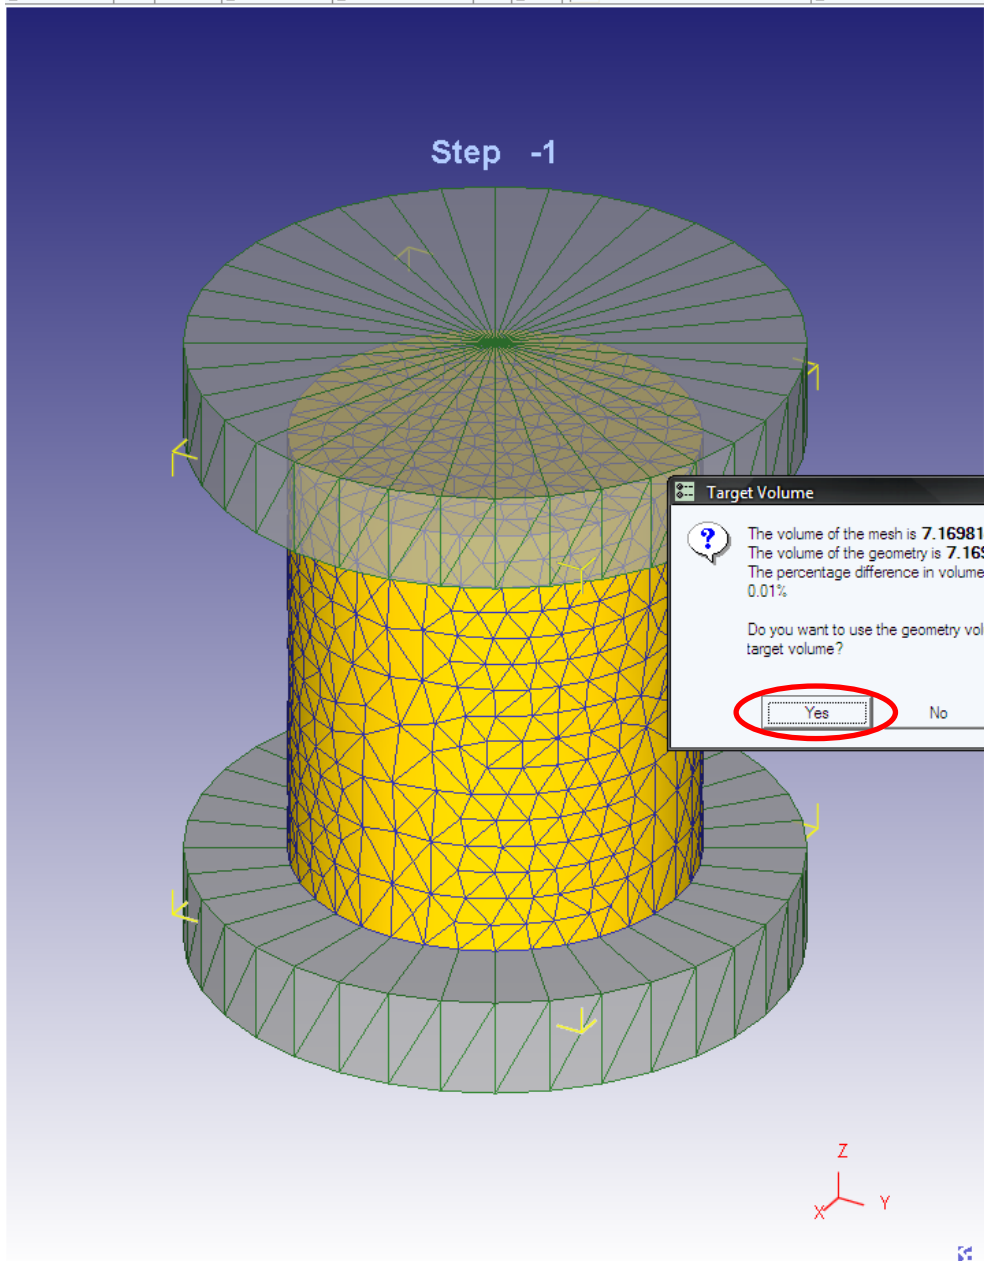 Step -1
Target Volume
The volume of the mesh is 7.16981
The volume of the geometry is 7.169
The percentage difference in volume
0.01%
Do you want to use the geometry vol
target volume?
Yes
No
Z
Y
X